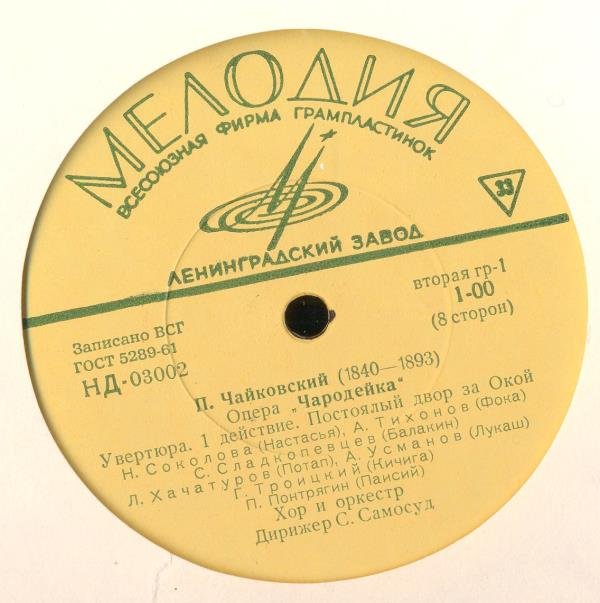 МЕЛОДИЯ
ВСЕСОЮЗНАЯ ФИРМА ГРАМПЛАСТИНОК
33
ЛЕНИНГРАДСКИЙ ЗАВОД
Записано ВСГ
ГОСТ 5289-61
НД-03002
вторая гр-1
1-00
(8 сторон)
П. Чайковский (1840—1893)
Опера „Чародейка"
Увертюра. 1 действие. Постоялый двор за Окой
Н. Соколова (Настасья), А. Тихонов (Фока)
С. Сладкопевцев (Балакин)
Л. Хачатуров (Потап), А. Усманов (Лукаш)
Г. Троицкий (Кичига)
П. Понтрягин (Паисий)
Хор и оркестр
Дирижер С. Самосуд